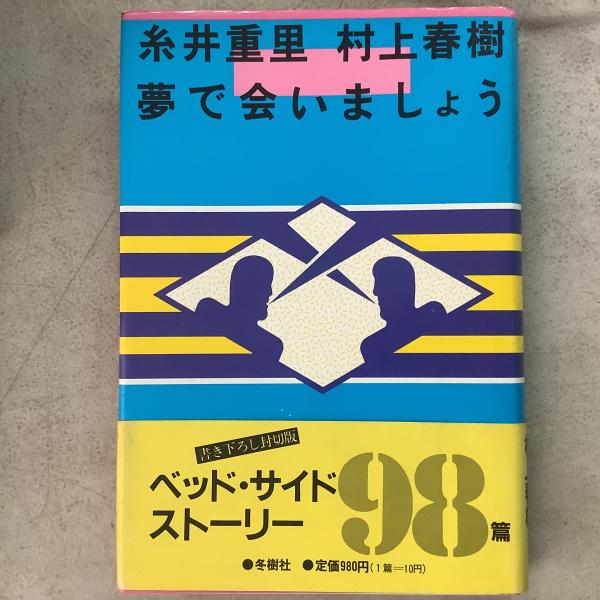 糸井重里 村上春樹
夢で会いましょう
書き下ろし封切版
ベッド・サイド
ストーリー
98篇
●冬樹社 ●定価980円(1篇=10円)